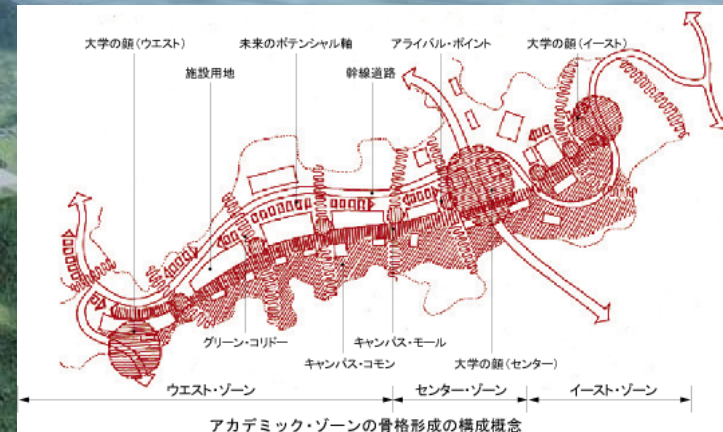 大学の顔(ウエスト)
未来のポテンシャル軸
アライバル・ポイント
大学の顔(イースト)
施設用地
幹線道路
グリーン・コリドー
キャンパス・モール
キャンパス・コモン
大学の顔(センター)
ウエスト・ゾーン
センター・ゾーン
イースト・ゾーン
アカデミック・ゾーンの骨格形成の構成概念